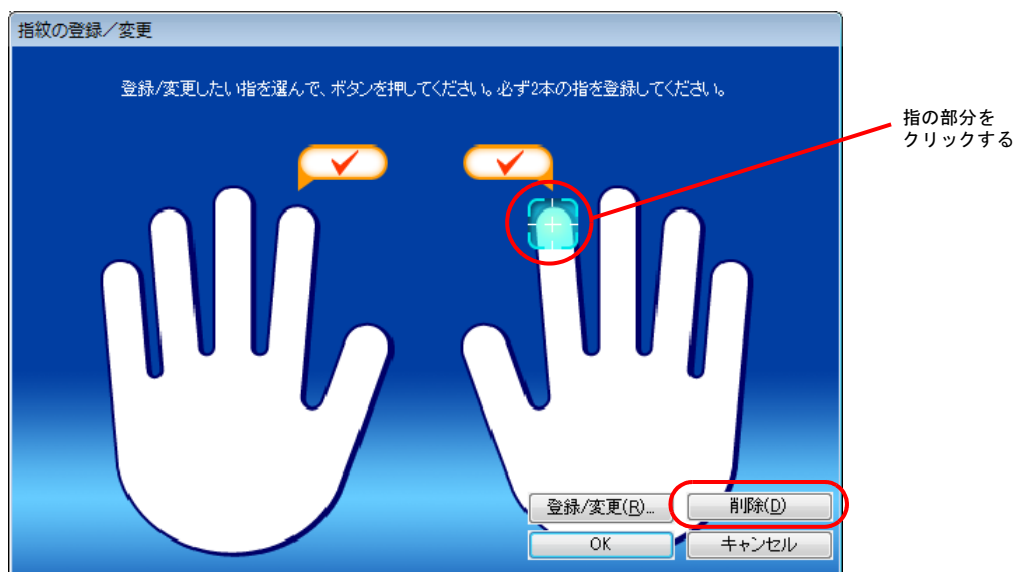 指紋の登録／変更
登録/変更したい指を選んで、ボタンを押してください。必ず2本の指を登録してください。
指の部分を
クリックする
登録/変更(R)...
削除(D)
OK
キャンセル